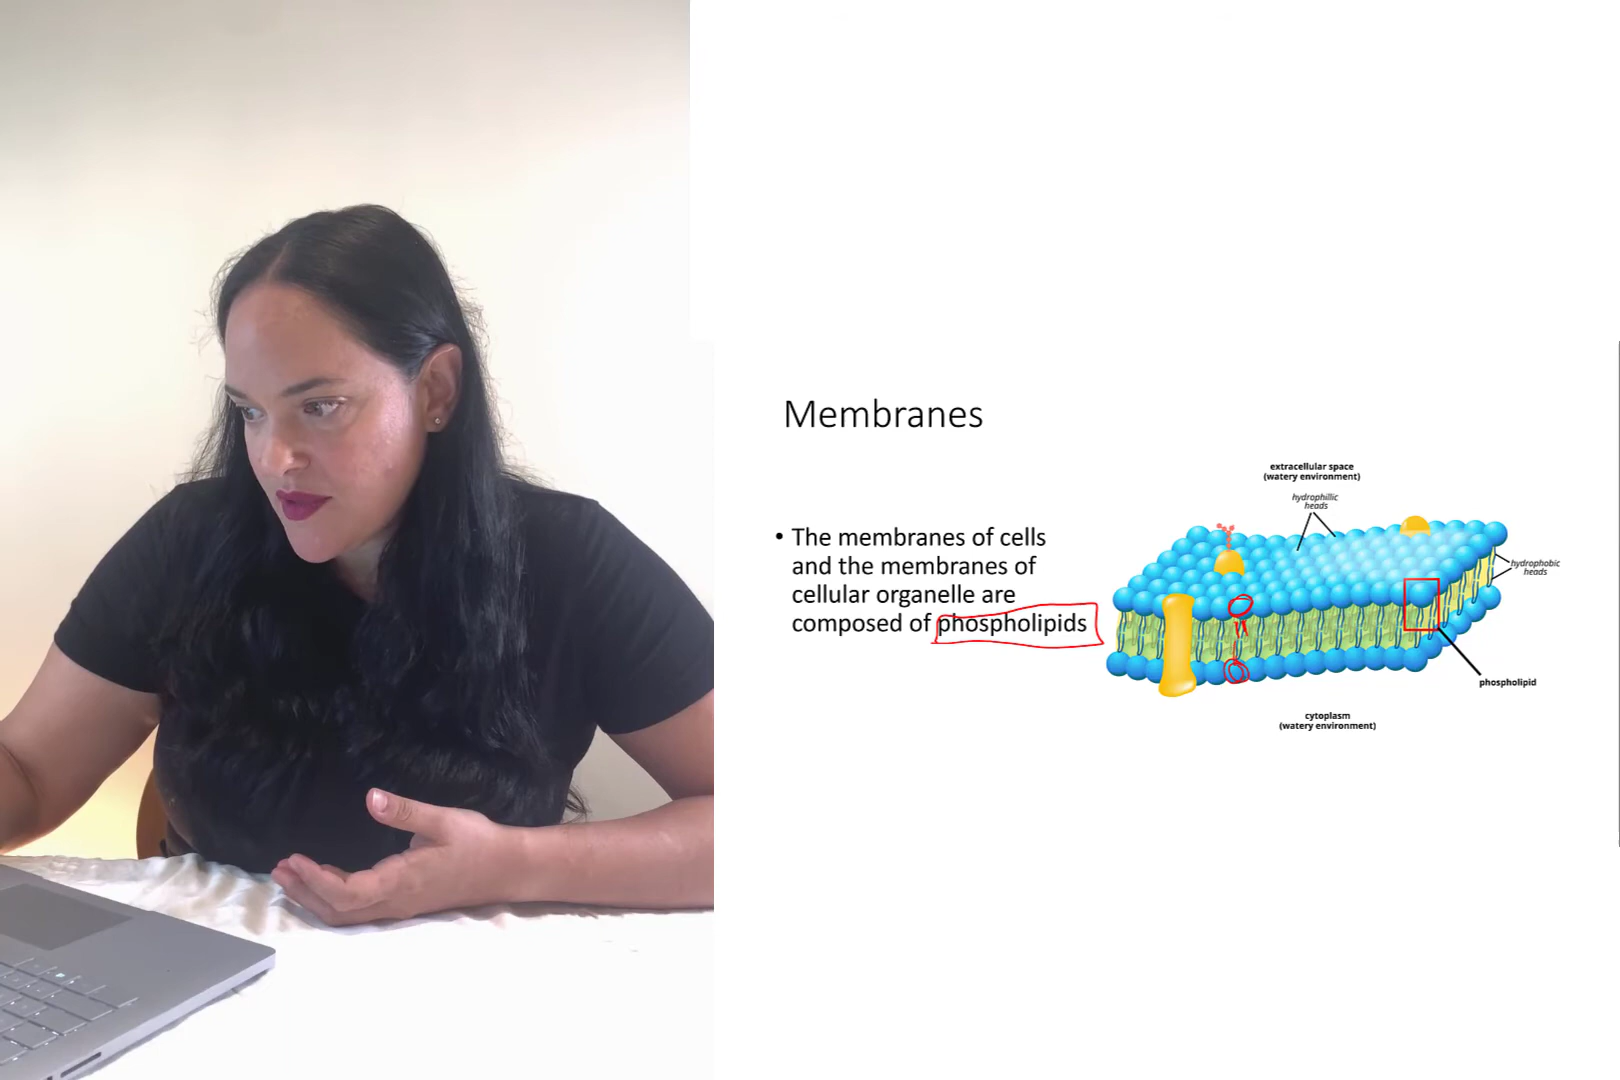 Membranes
• The membranes of cells
and the membranes of
cellular organelle are
composed of phospholipids
extracellular space
(watery environment)
hydrophillic
heads
hydrophobic
heads
phospholipid
cytoplasm
(watery environment)